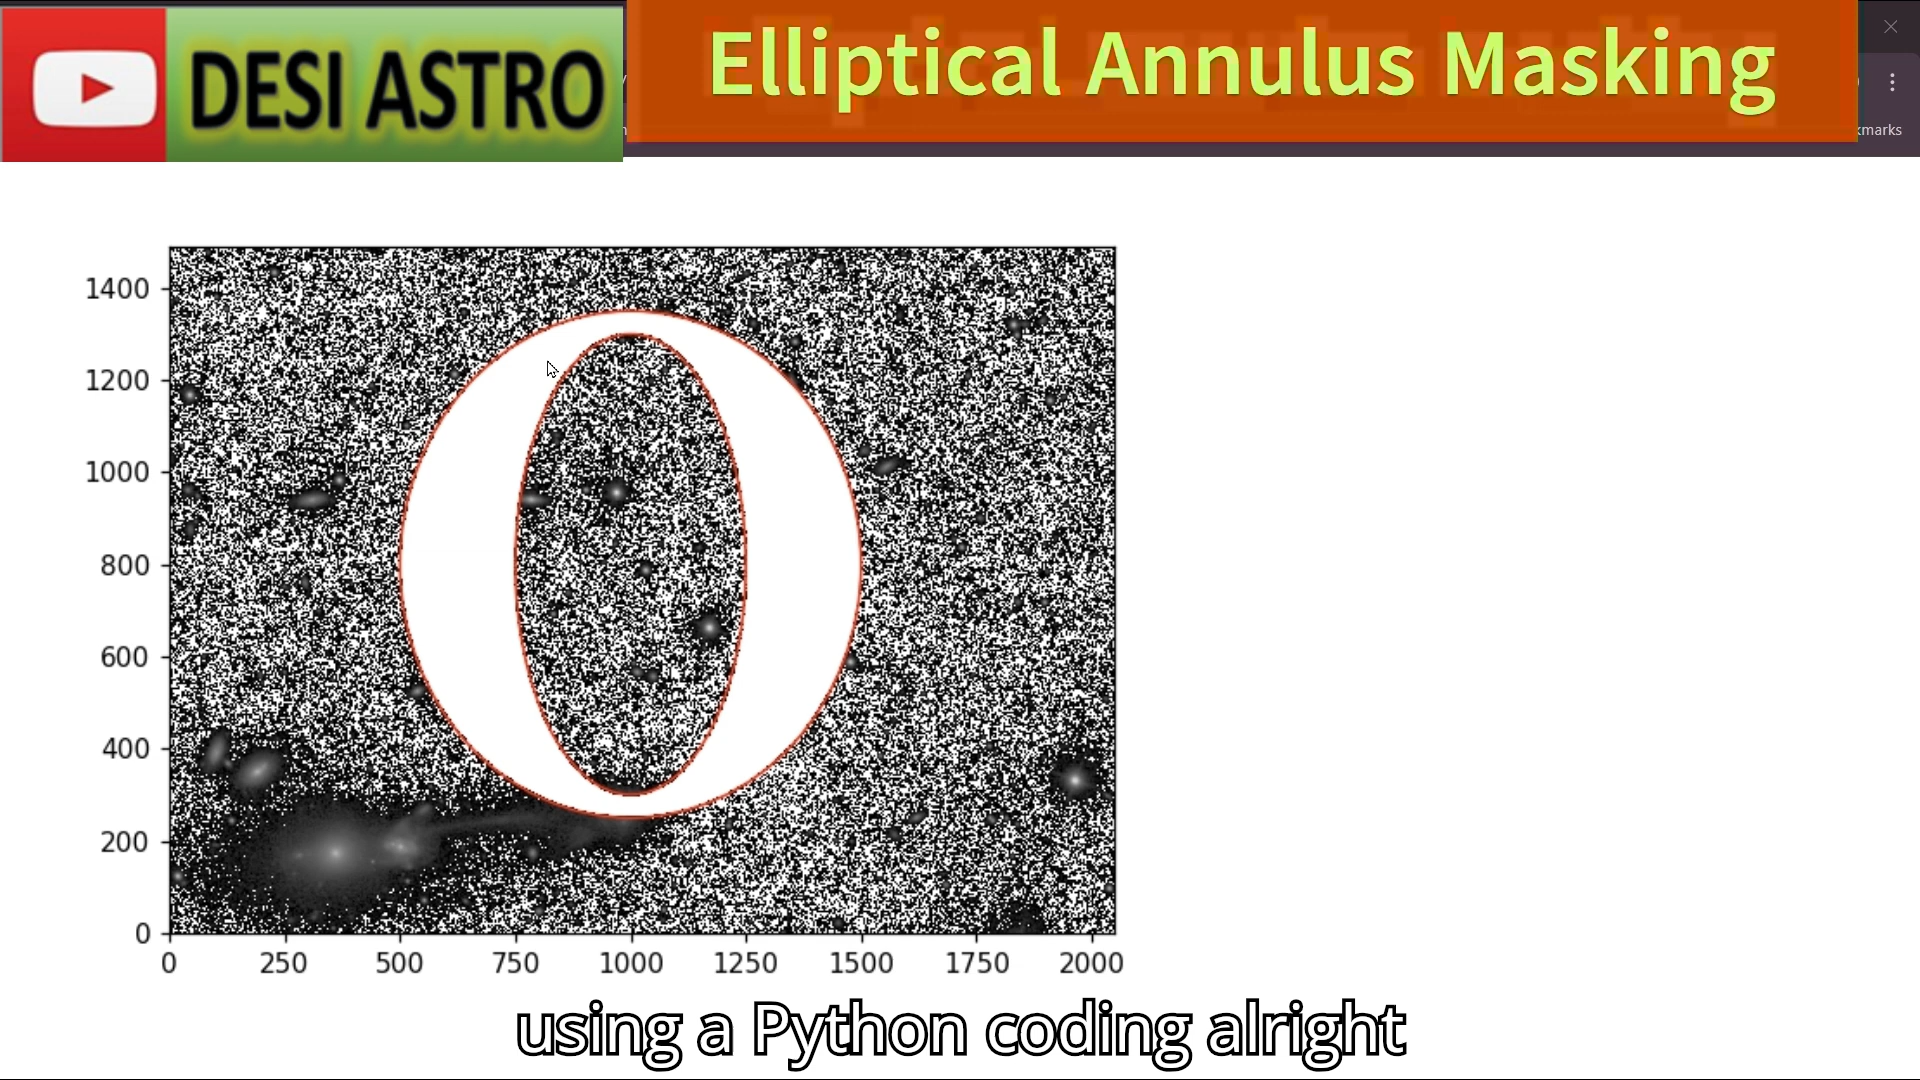 DESI ASTRO
Elliptical Annulus Masking
kmarks
1400
1200
1000
800
600
400
200
0
0 250 500 750 1000 1250 1500 1750 2000
using a Python coding alright